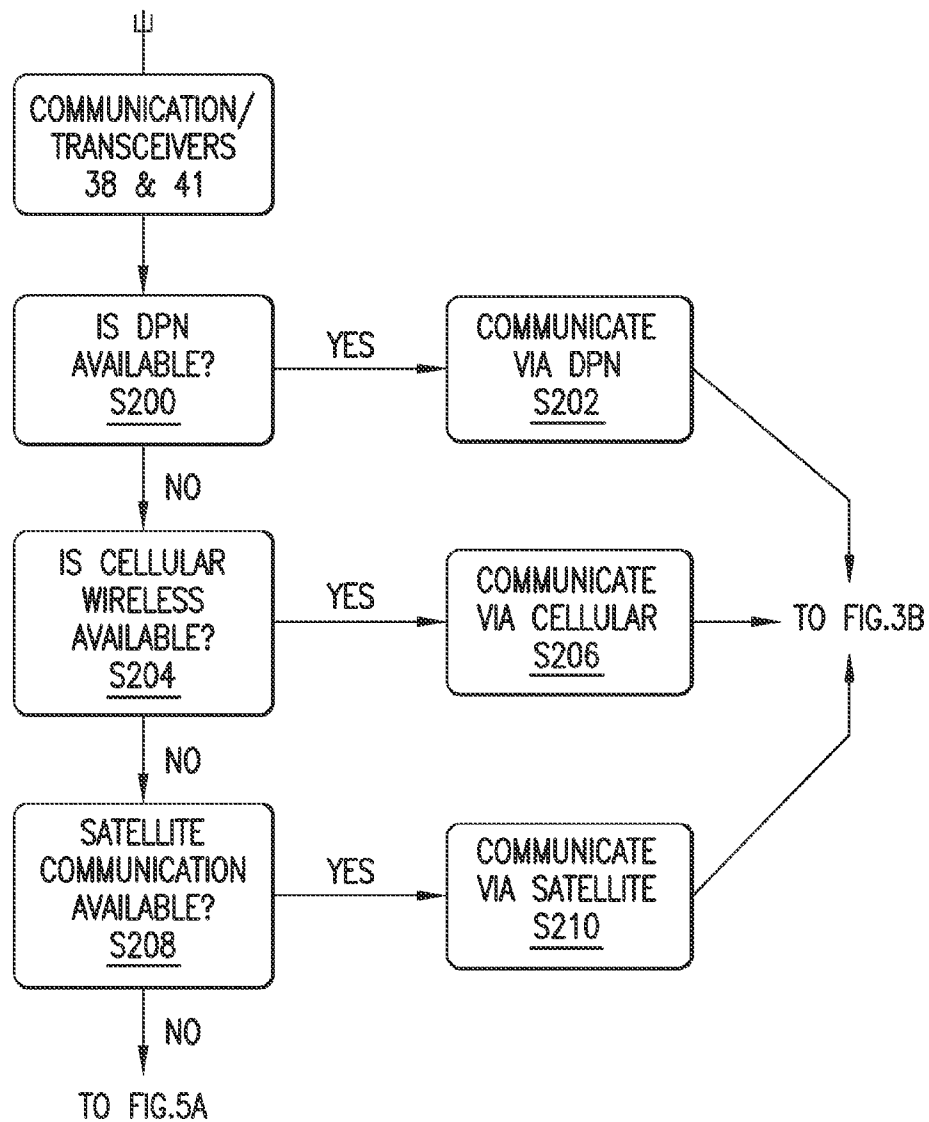 E
COMMUNICATION/
TRANSCEIVERS
38 & 41
IS DPN
AVAILABLE?
S200
YES
COMMUNICATE
VIA DPN
S202
NO
IS CELLULAR
WIRELESS
AVAILABLE?
S204
YES
COMMUNICATE
VIA CELLULAR
S206
TO FIG.3B
NO
SATELLITE
COMMUNICATION
AVAILABLE?
S208
YES
COMMUNICATE
VIA SATELLITE
S210
NO
TO FIG.5A